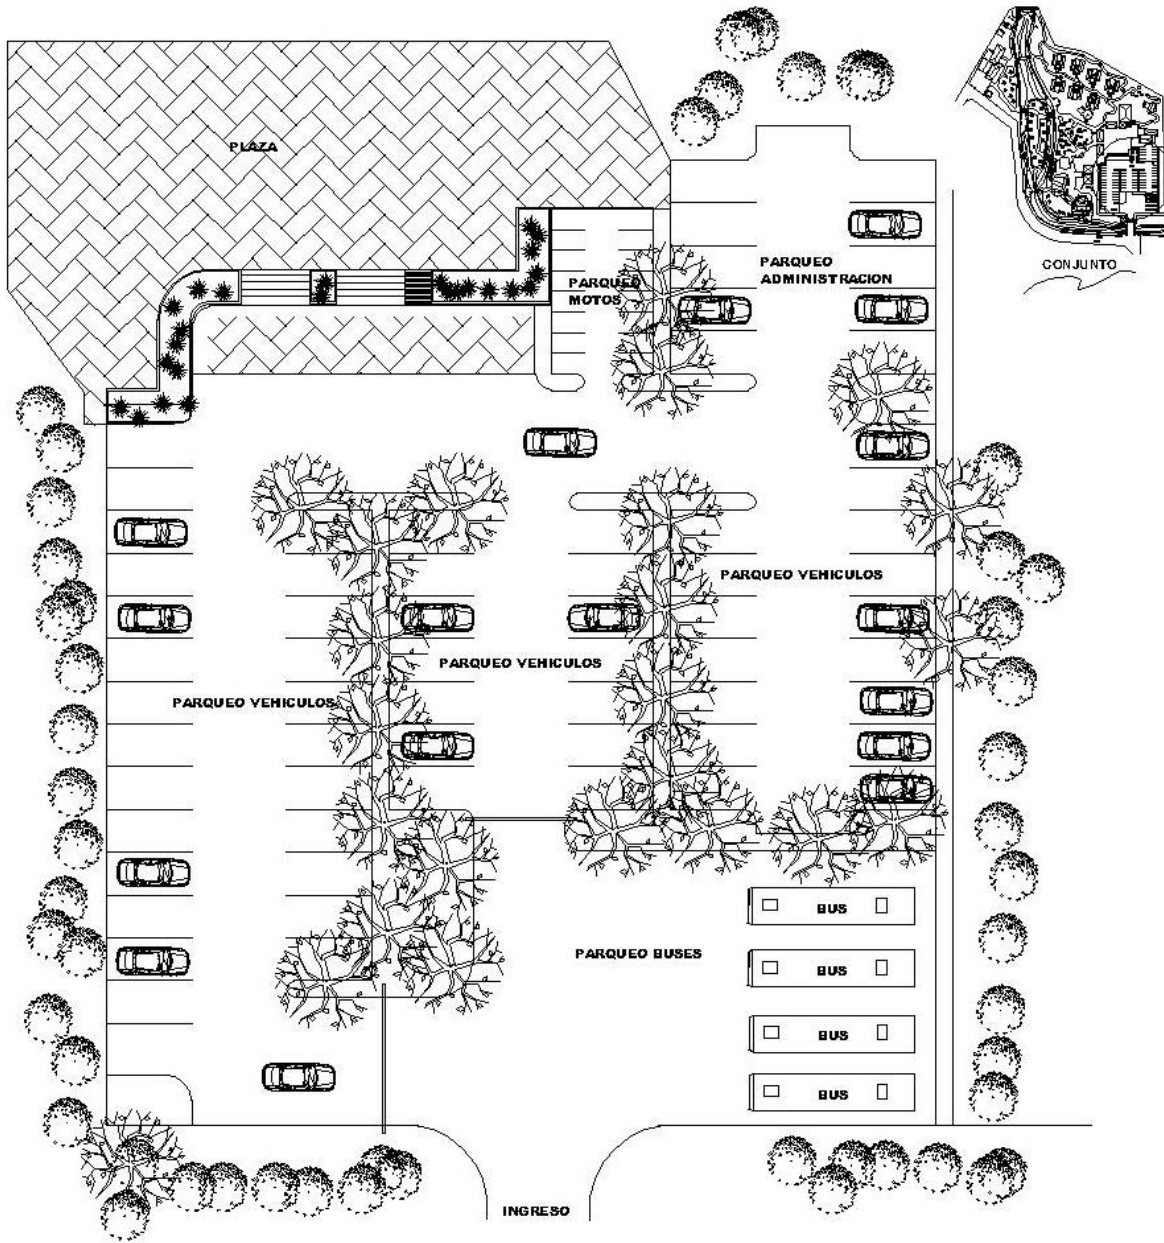 PLAZA
CONJUNTO
PARQUEO
ADMINISTRACION
PARQUEO
MOTOS
PARQUEO VEHICULOS
PARQUEO VEHICULOS
PARQUEO VEHICULOS
BUS
PARQUEO BUSES
BUS
BUS
BUS
INGRESO